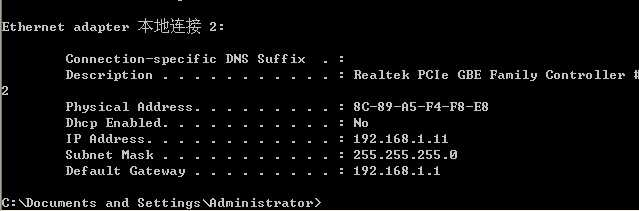 Ethernet adapter 本地连接 2:
Connection-specific DNS Suffix . :
Description . . . . . . . . . . . : Realtek PCIe GBE Family Controller #
2
Physical Address. . . . . . . . . : 8C-89-A5-F4-F8-E8
Dhcp Enabled. . . . . . . . . . . : No
IP Address. . . . . . . . . . . . : 192.168.1.11
Subnet Mask . . . . . . . . . . . : 255.255.255.0
Default Gateway . . . . . . . . . : 192.168.1.1
C:\Documents and Settings\Administrator>